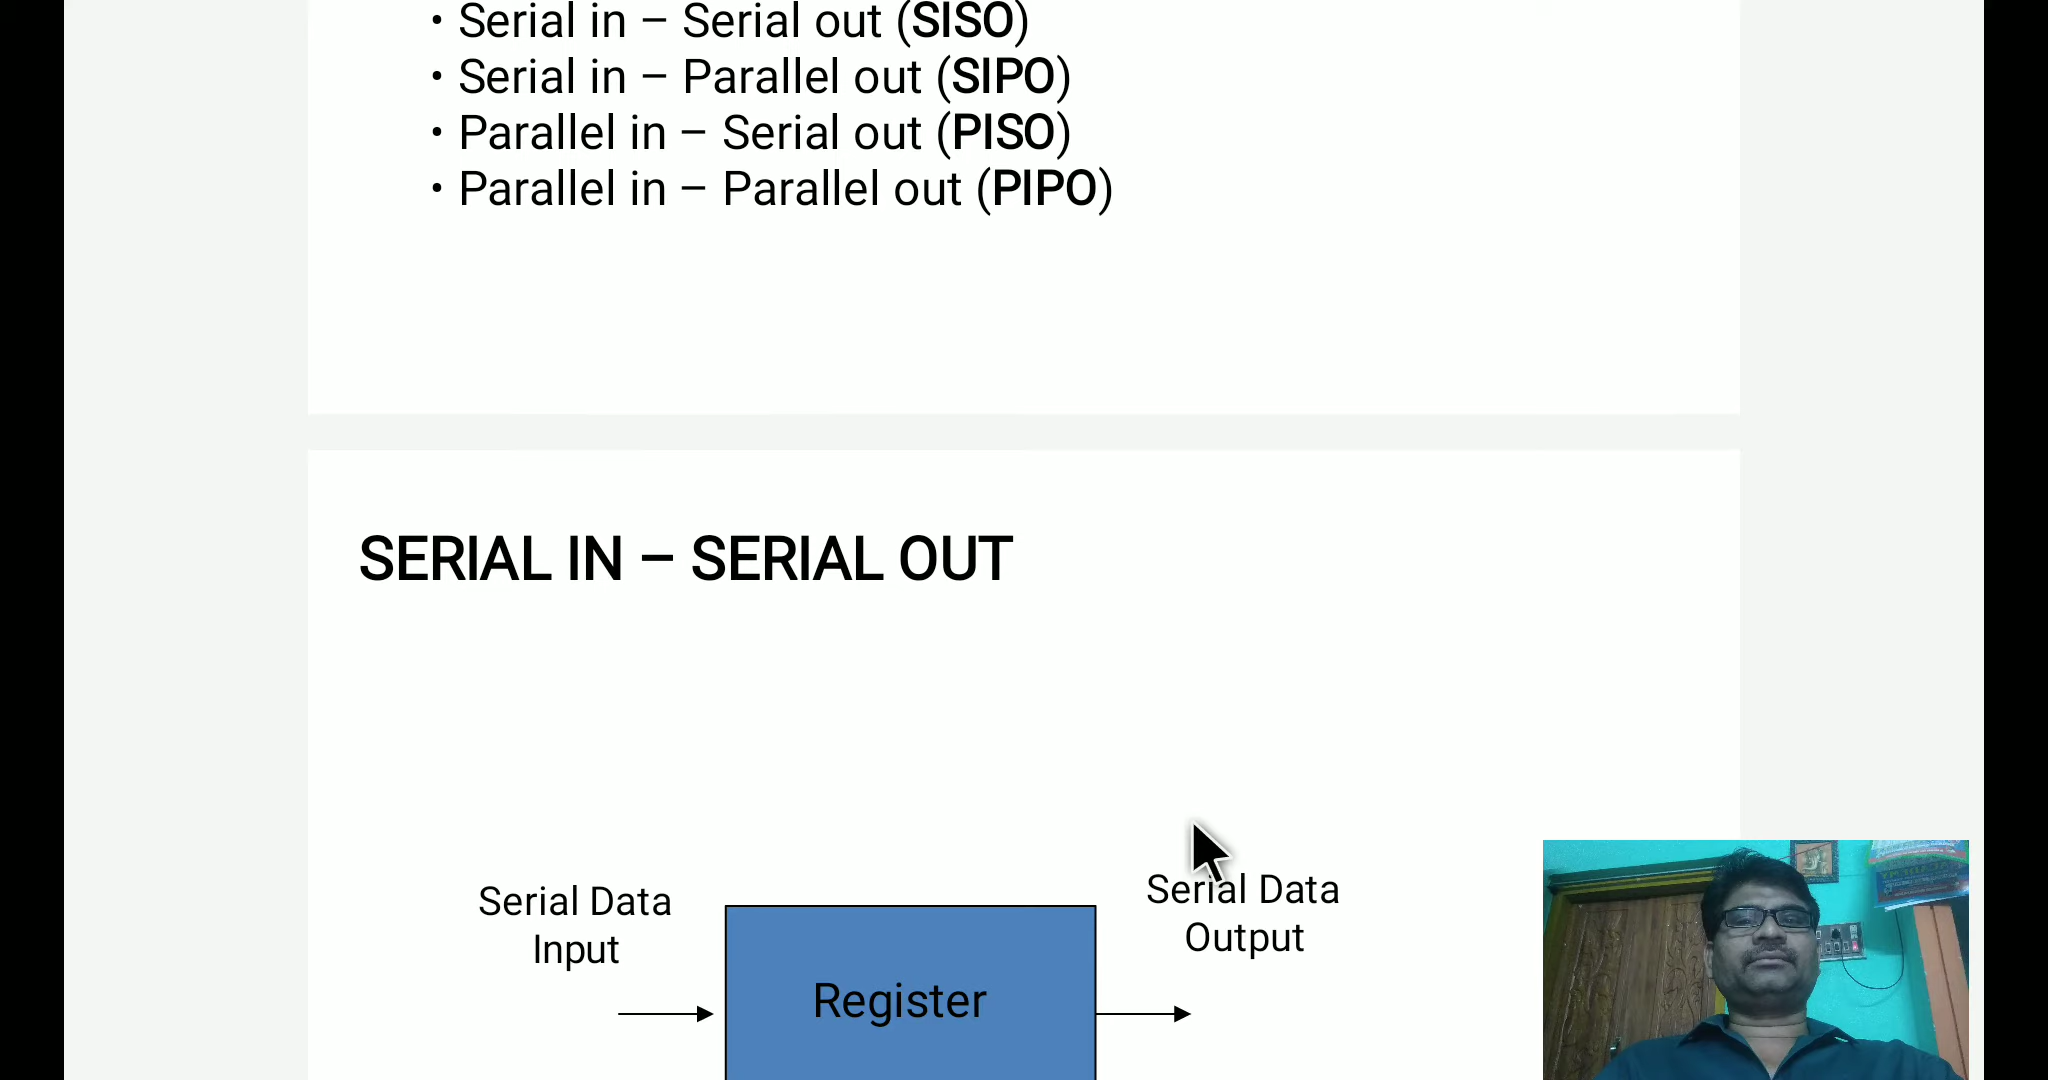 • Serial in – Serial out (SISO)
• Serial in – Parallel out (SIPO)
• Parallel in – Serial out (PISO)
• Parallel in – Parallel out (PIPO)
SERIAL IN – SERIAL OUT
Serial Data
Input
Register
Serial Data
Output